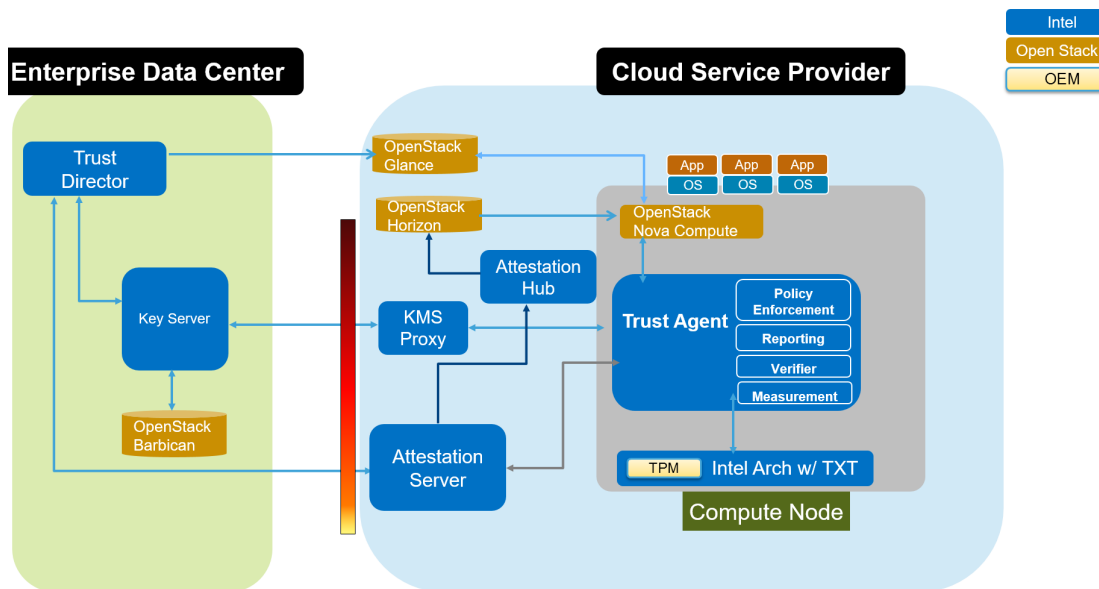 Intel
Open Stack
OEM
Enterprise Data Center
Cloud Service Provider
Trust
Director
OpenStack
Glance
App
App
App
OS
OS
OS
OpenStack
Horizon
OpenStack
Nova Compute
Attestation
Hub
Key Server
KMS
Proxy
Trust Agent
Policy
Enforcement
Reporting
Verifier
Measurement
OpenStack
Barbican
Attestation
Server
TPM
Intel Arch w/ TXT
Compute Node